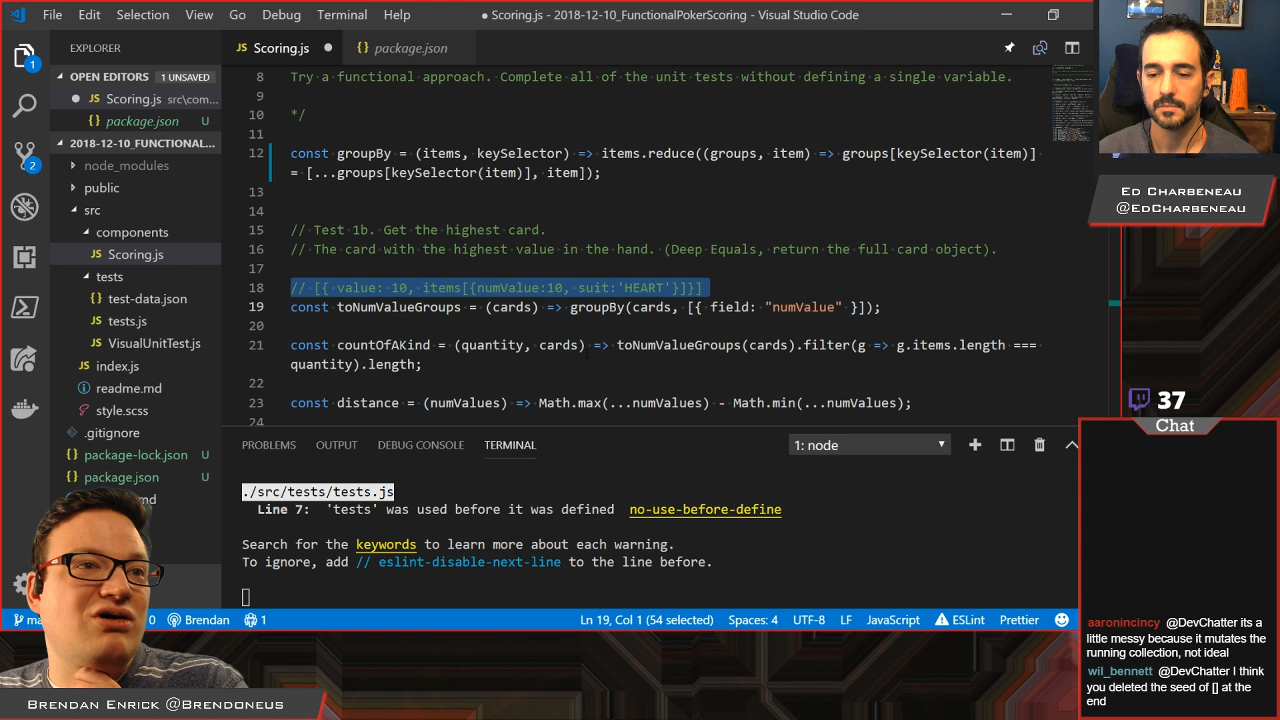 File Edit Selection View Go Debug Terminal Help
● Scoring.js - 2018-12-10_FunctionalPokerScoring - Visual Studio Code
EXPLORER
OPEN EDITORS 1 UNSAVED
● JS Scoring.js src\com...
{} package.json U
2018-12-10_FUNCTIONAL...
node_modules
public
src
components
JS Scoring.js
tests
{} test-data.json
JS tests.js
JS VisualUnitTest.js
JS index.js
readme.md
style.scss
.gitignore
{} package-lock.json U
{} package.json U
md
1
2
JS Scoring.js ●
{} package.json
8 Try a functional approach. Complete all of the unit tests without defining a single variable.
9
10 */
11
12 const groupBy = (items, keySelector) => items.reduce((groups, item) => groups[keySelector(item)]
= [...groups[keySelector(item)], item]);
13
14
15 // Test 1b. Get the highest card.
16 // The card with the highest value in the hand. (Deep Equals, return the full card object).
17
18 // [{ value: 10, items[{numValue:10, suit:'HEART'}]}]
19 const toNumValueGroups = (cards) => groupBy(cards, [{ field: "numValue" }]);
20
21 const countOfAKind = (quantity, cards) => toNumValueGroups(cards).filter(g => g.items.length ===
quantity).length;
22
23 const distance = (numValues) => Math.max(...numValues) - Math.min(...numValues);
24
PROBLEMS OUTPUT DEBUG CONSOLE TERMINAL
1: node
./src/tests/tests.js
Line 7: 'tests' was used before it was defined no-use-before-define
Search for the keywords to learn more about each warning.
To ignore, add // eslint-disable-next-line to the line before.
ma
0
Brendan
1
Ln 19, Col 1 (54 selected)
Spaces: 4
UTF-8
LF
JavaScript
ESLint
Prettier
Ed Charbeneau
@EdCharbeneau
37
Chat
aaronincincy @DevChatter its a
little messy because it mutates the
running collection, not ideal
wil_bennett @DevChatter I think
you deleted the seed of [] at the
end
Brendan Enrick @Brendoneus